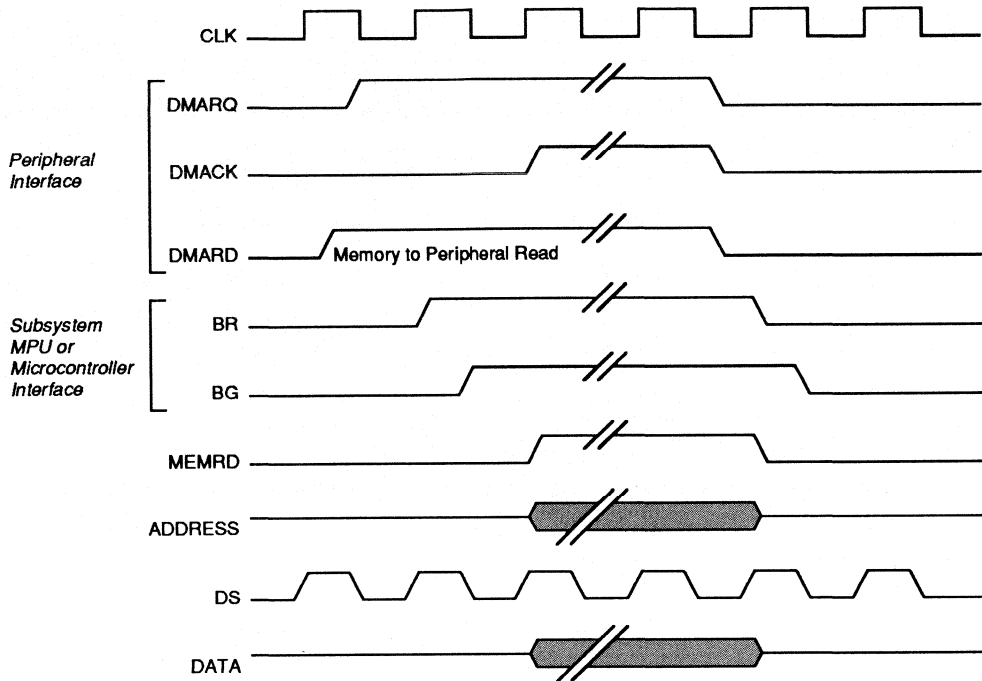 CLK
DMARQ
Peripheral
Interface
DMACK
DMARD
Memory to Peripheral Read
Subsystem
MPU or
Microcontroller
Interface
BR
BG
MEMRD
ADDRESS
DS
DATA